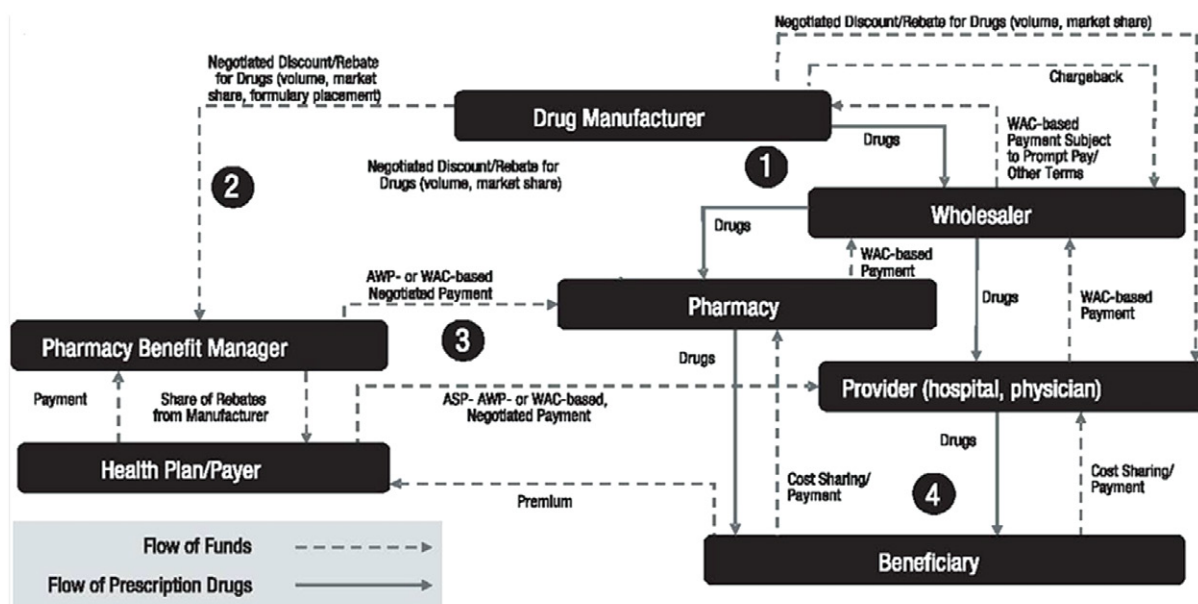 Negotiated Discount/Rebate for Drugs (volume, market share)
Negotiated Discount/Rebate
for Drugs (volume, market
share, formulary placement)
Chargeback
Drug Manufacturer
Drugs
WAC-based
Payment Subject
to Prompt Pay/
Other Terms
1
Negotiated Discount/Rebate for
Drugs (volume, market share)
2
Wholesaler
Drugs
WAC-based
Payment
AWP- or WAC-based
Negotiated Payment
Pharmacy
Drugs
WAC-based
Payment
3
Pharmacy Benefit Manager
Drugs
Provider (hospital, physician)
Payment
Share of Rebates
from Manufacturer
ASP- AWP- or WAC-based,
Negotiated Payment
Drugs
Health Plan/Payer
Cost Sharing/
Payment
4
Cost Sharing/
Payment
Premium
Flow of Funds
Beneficiary
Flow of Prescription Drugs